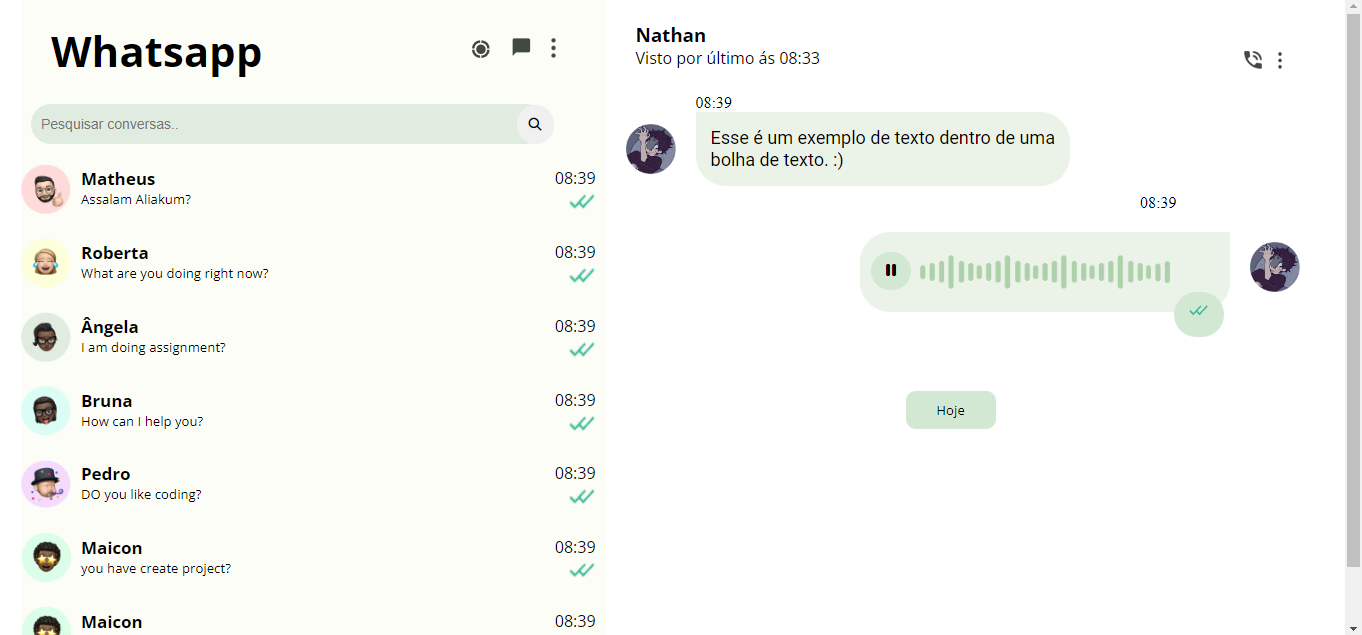 Whatsapp
Pesquisar conversas..
Matheus
08:39
Assalam Aliakum?
Roberta
08:39
What are you doing right now?
Ângela
08:39
I am doing assignment?
Bruna
08:39
How can I help you?
Pedro
08:39
DO you like coding?
Maicon
08:39
you have create project?
Maicon
08:39
Nathan
Visto por último ás 08:33
08:39
Esse é um exemplo de texto dentro de uma
bolha de texto. :)
08:39
Hoje